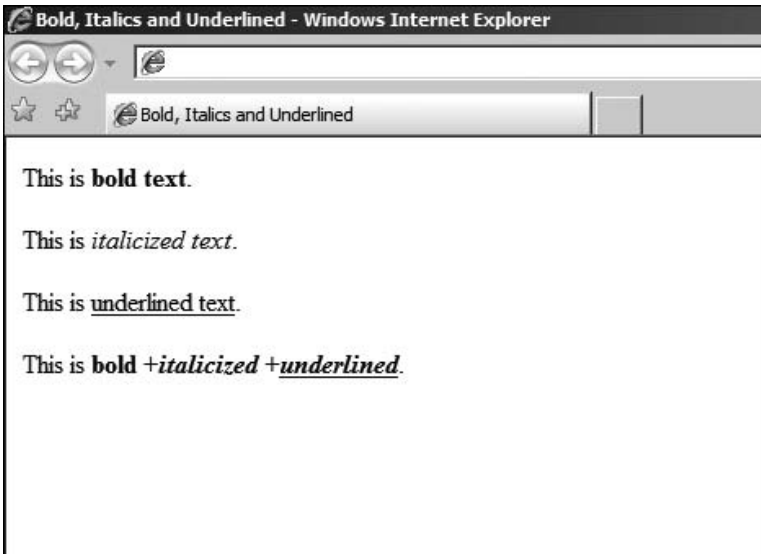 Bold, Italics and Underlined - Windows Internet Explorer
Bold, Italics and Underlined
This is bold text.
This is italicized text.
This is underlined text.
This is bold +italicized +underlined.